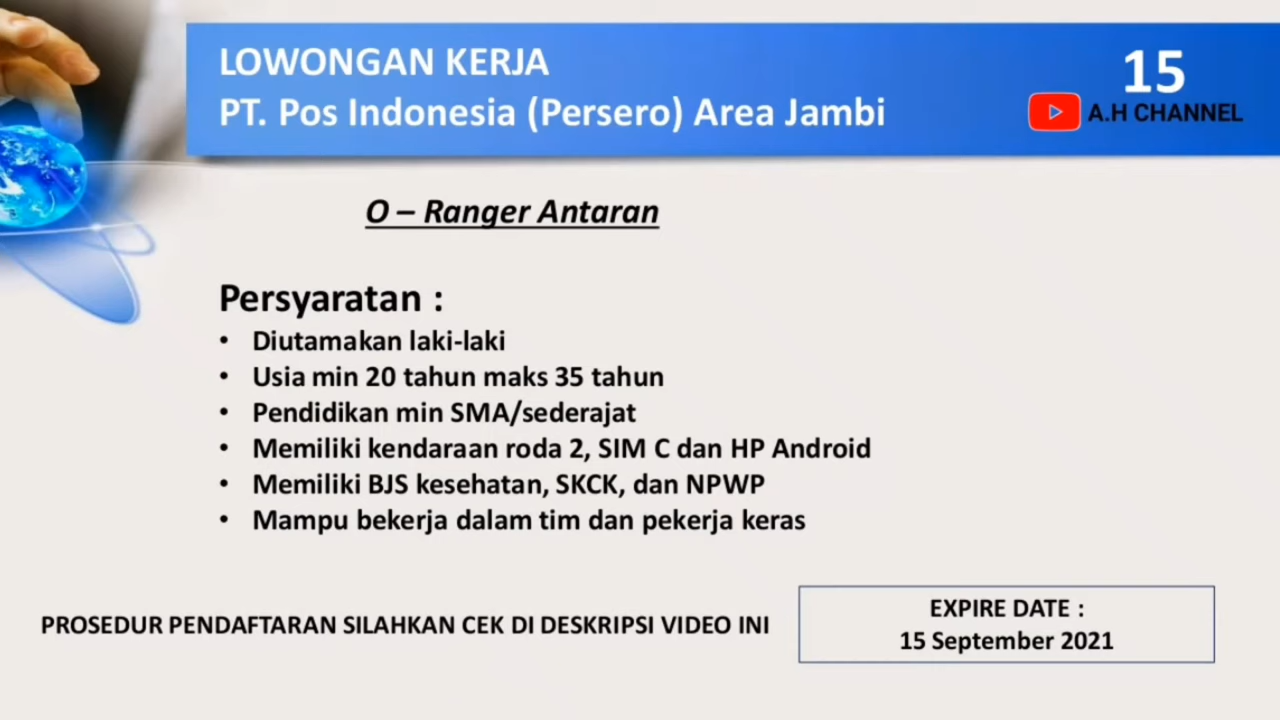 LOWONGAN KERJA
PT. Pos Indonesia (Persero) Area Jambi
15
A.H CHANNEL
O – Ranger Antaran
Persyaratan :
• Diutamakan laki-laki
• Usia min 20 tahun maks 35 tahun
• Pendidikan min SMA/sederajat
• Memiliki kendaraan roda 2, SIM C dan HP Android
• Memiliki BJS kesehatan, SKCK, dan NPWP
• Mampu bekerja dalam tim dan pekerja keras
PROSEDUR PENDAFTARAN SILAHKAN CEK DI DESKRIPSI VIDEO INI
EXPIRE DATE :
15 September 2021